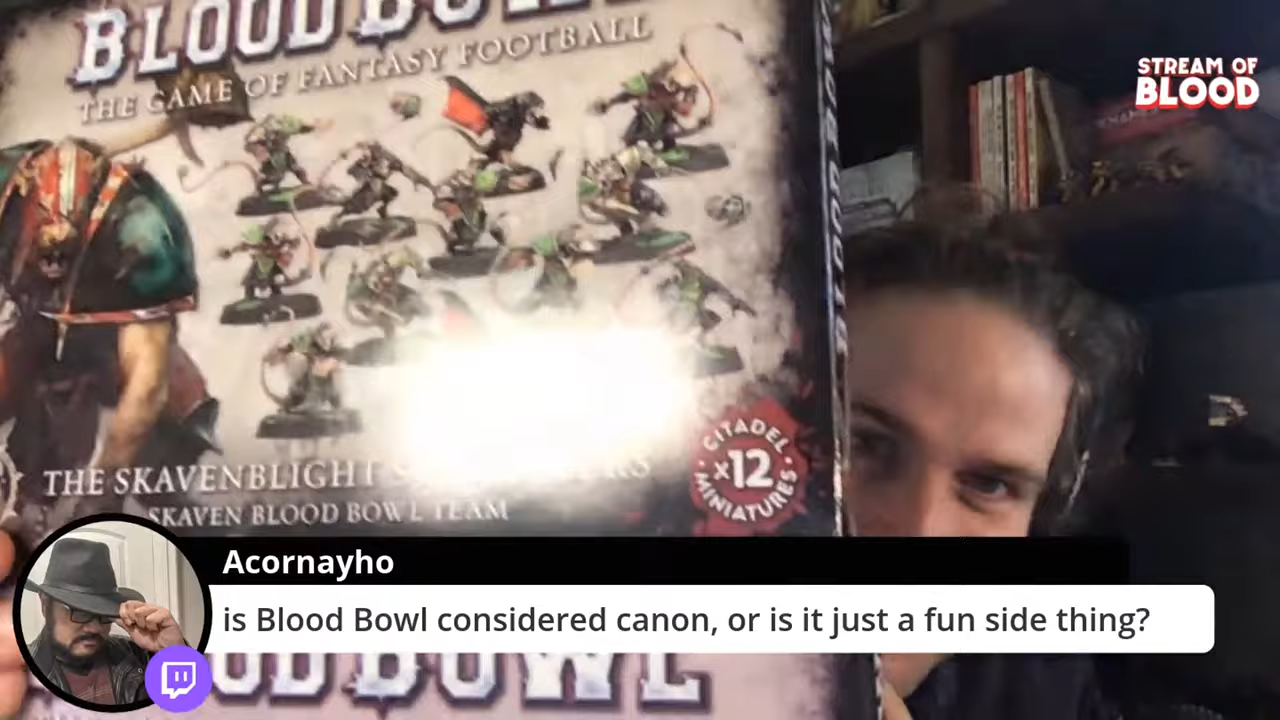 BLOOD BOWL
THE GAME OF FANTASY FOOTBALL
STREAM OF
BLOOD
CITADEL
x12
MINIATURES
THE SKAVENBLIGHT
SKAVEN BLOOD BOWL TEAM
Acornayho
is Blood Bowl considered canon, or is it just a fun side thing?
BOWL